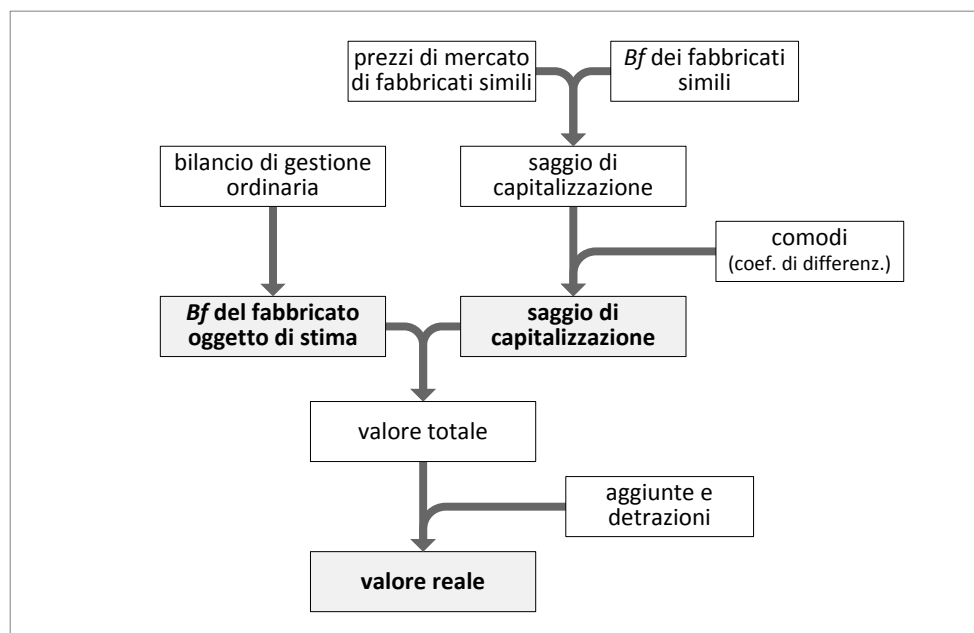 prezzi di mercato
di fabbricati simili
Bf dei fabbricati
simili
bilancio di gestione
ordinaria
saggio di
capitalizzazione
comodi
(coef. di differenz.)
Bf del fabbricato
oggetto di stima
saggio di
capitalizzazione
valore totale
aggiunte e
detrazioni
valore reale